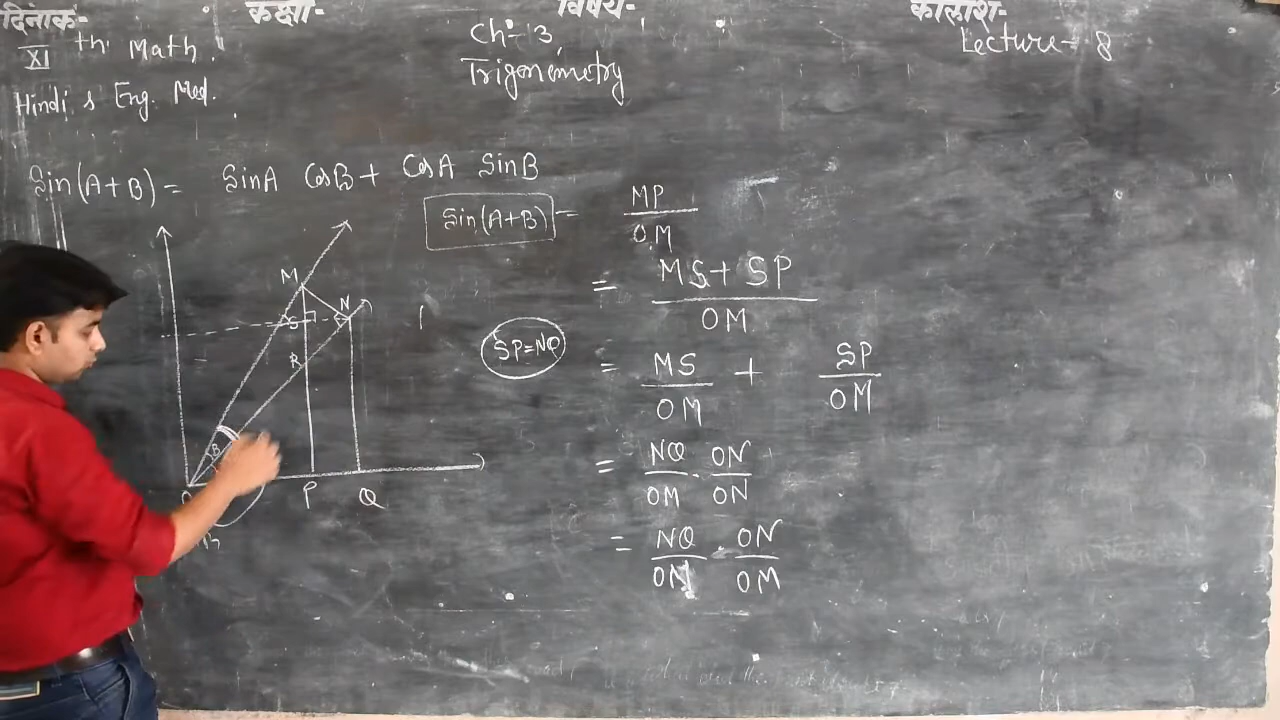 दिनांक- कक्षा- विषय- कालांश-
XI th Math. Ch-3 Lecture- 8
Trigonometry
Hindi & Eng. Med.
Sin(A+B)= SinA CosB+ CosA SinB
Sin(A+B) = MP/OM
= MS+SP/OM
SP=NQ
= MS/OM + SP/OM
= NQ/OM . ON/ON
= NQ/ON . ON/OM
M
N
S
R
B
P Q